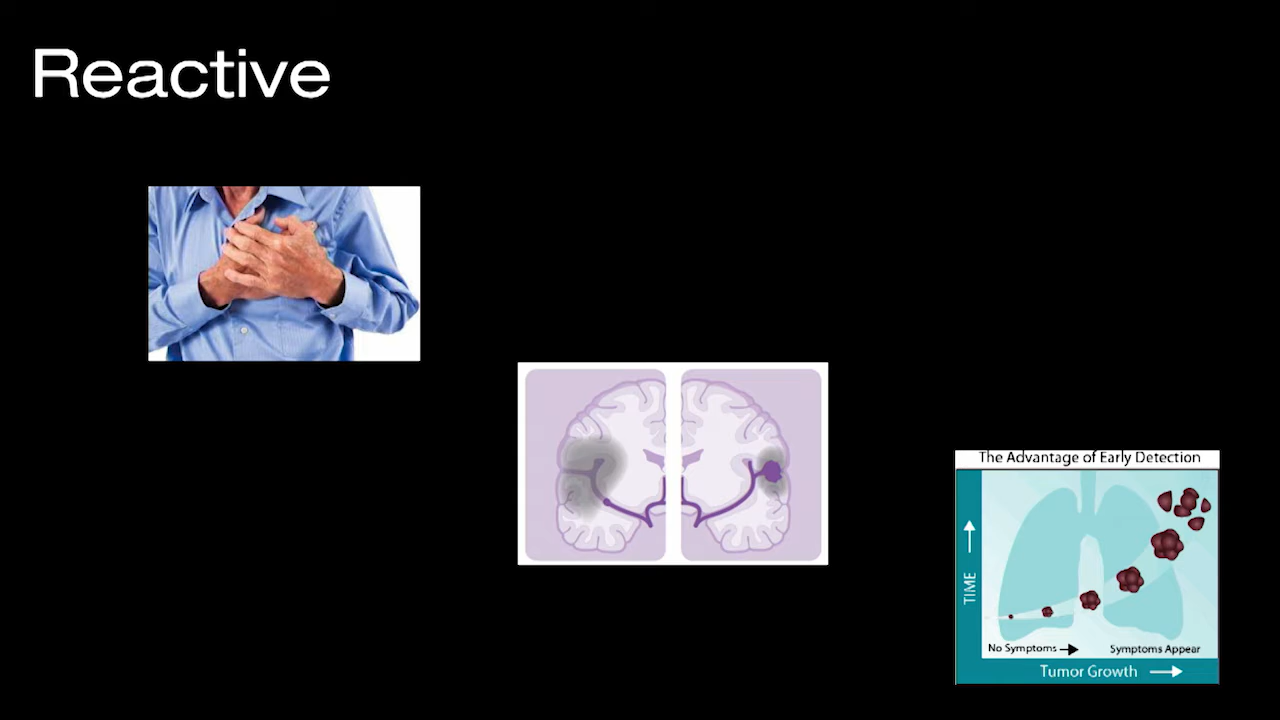 Reactive
The Advantage of Early Detection
TIME
No Symptoms
Symptoms Appear
Tumor Growth